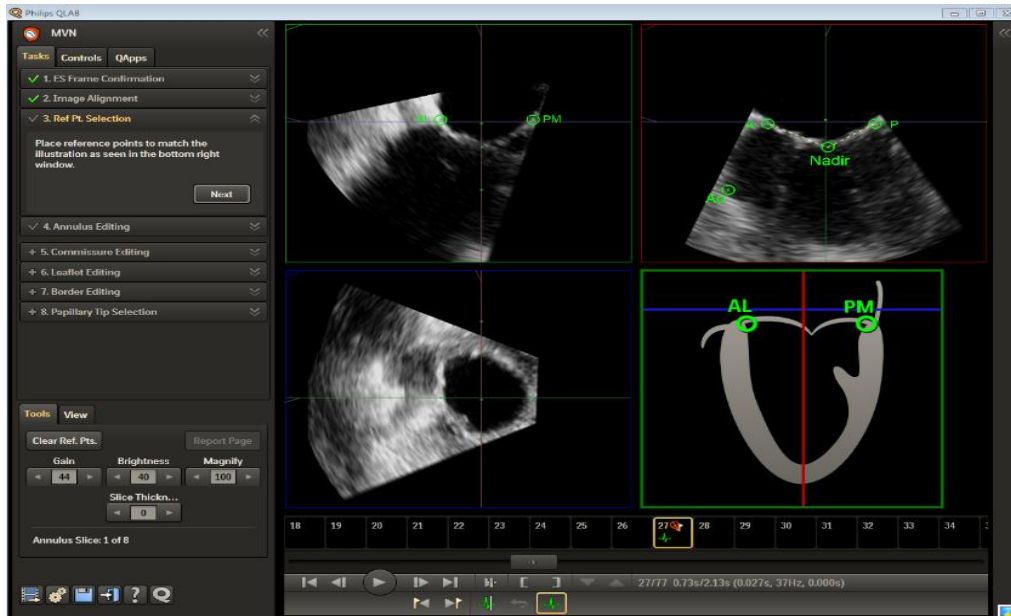 Philips QLAB
MVN
Tasks Controls QApps
1. ES Frame Confirmation
2. Image Alignment
3. Ref Pt. Selection
Place reference points to match the
illustration as seen in the bottom right
window.
Next
4. Annulus Editing
+ 5. Commissure Editing
+ 6. Leaflet Editing
+ 7. Border Editing
+ 8. Papillary Tip Selection
Tools View
Clear Ref. Pts. Report Page
Gain Brightness Magnify
44 40 100
Slice Thickn...
0
Annulus Slice: 1 of 8
AL PM
A P
Nadir
Ao
AL PM
18 19 20 21 22 23 24 25 26 27 28 29 30 31 32 33 34
27/77 0.73s/2.13s (0.027s, 37Hz, 0.000s)